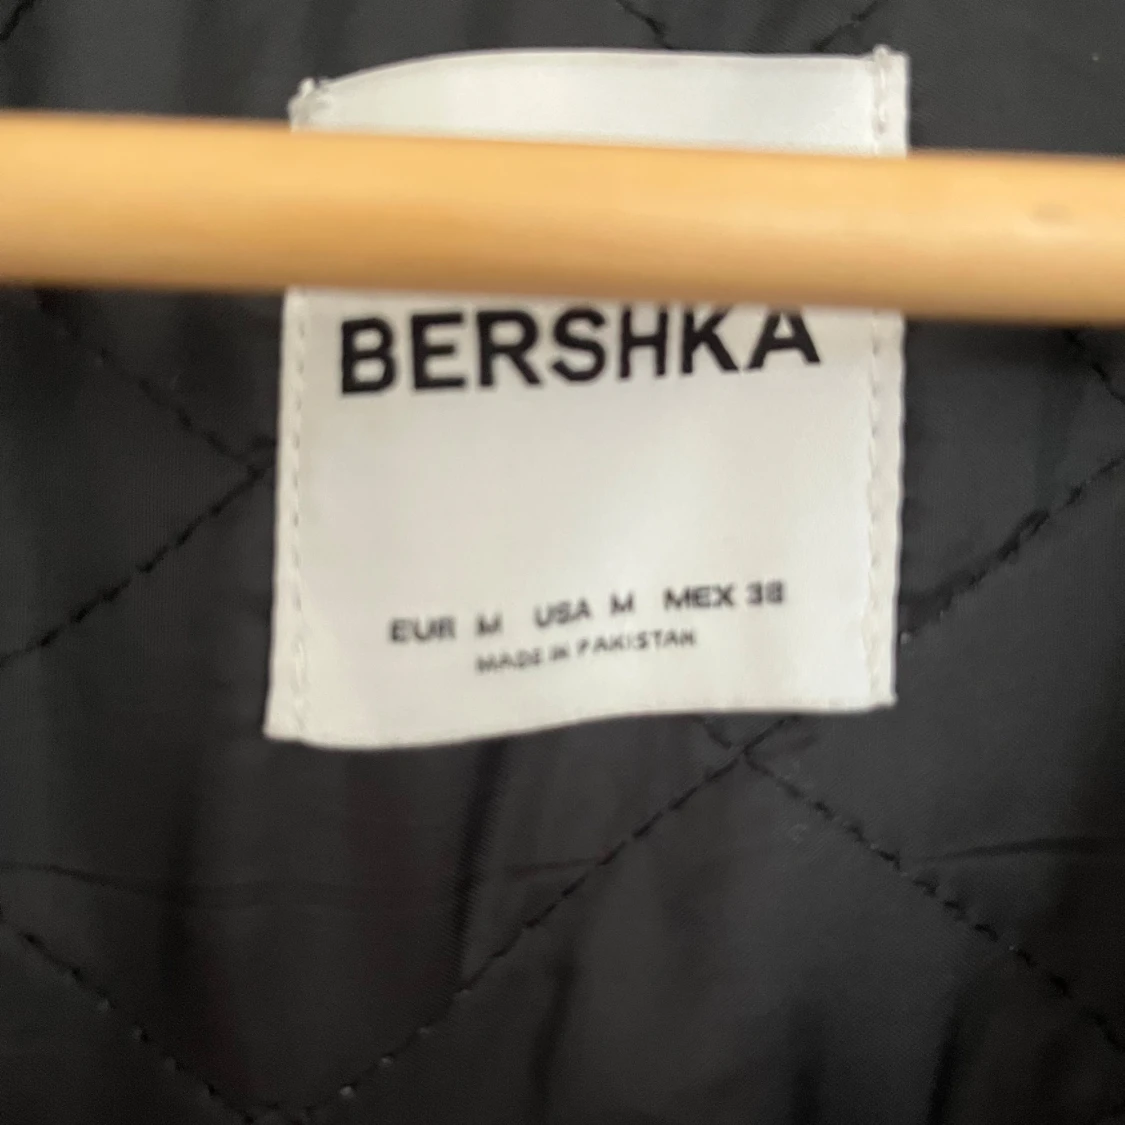 BERSHKA
EUR M USA M MEX 38
MADE IN PAKISTAN